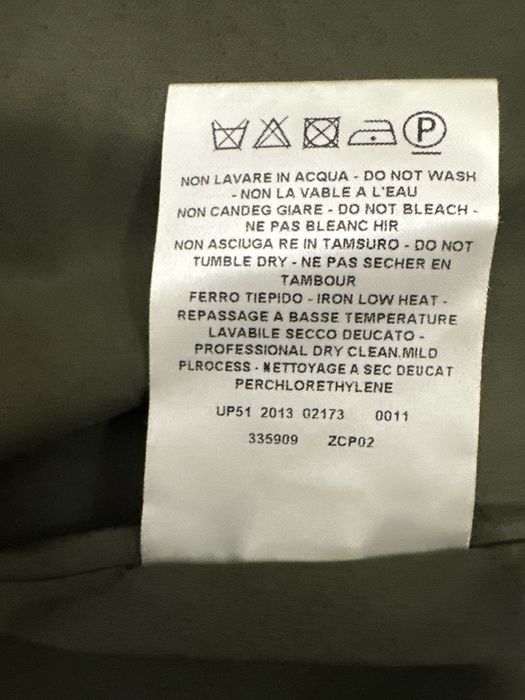 P
NON LAVARE IN ACQUA - DO NOT WASH
- NON LA VABLE A L'EAU
NON CANDEG GIARE - DO NOT BLEACH -
NE PAS BLEANC HIR
NON ASCIUGA RE IN TAMSURO - DO NOT
TUMBLE DRY - NE PAS SECHER EN
TAMBOUR
FERRO TIEPIDO - IRON LOW HEAT -
REPASSAGE A BASSE TEMPERATURE
LAVABILE SECCO DEUCATO -
PROFESSIONAL DRY CLEAN.MILD
PLROCESS - NETTOYAGE A SEC DEUCAT
PERCHLORETHYLENE
UP51 2013 02173 0011
335909 ZCP02